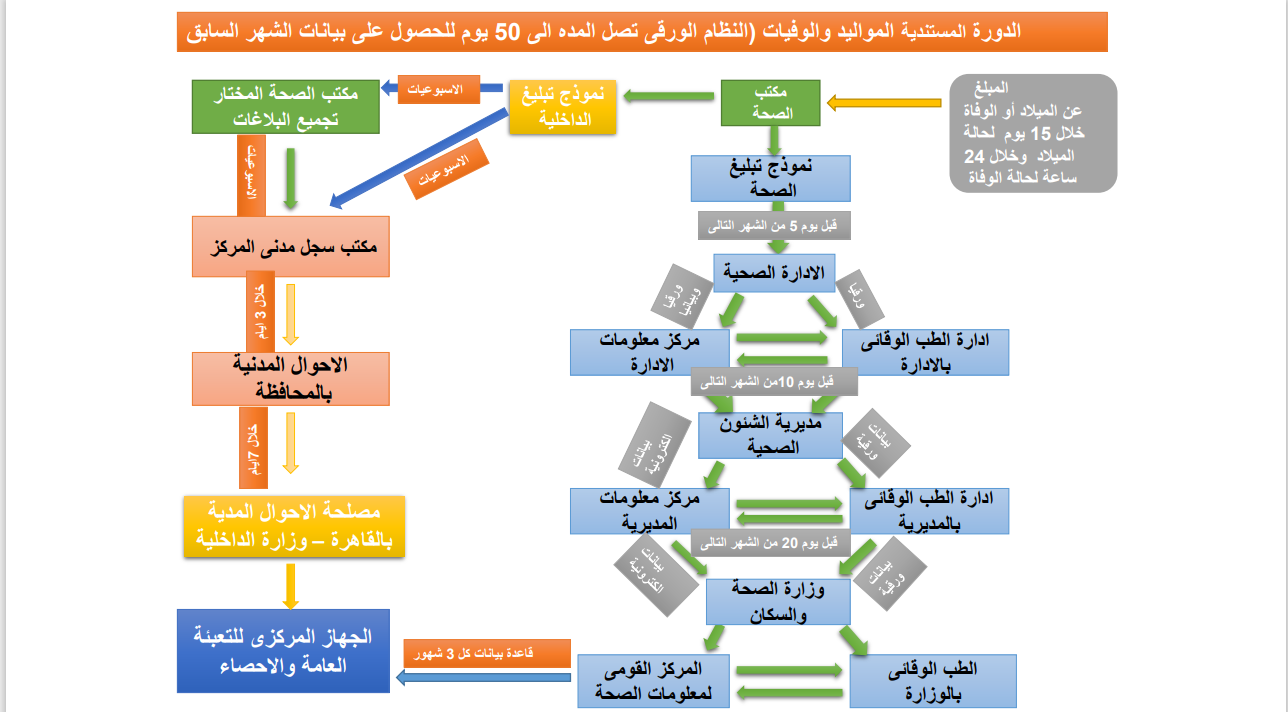 الدورة المستندية المواليد والوفيات (النظام الورقى تصل المده الى 50 يوم للحصول على بيانات الشهر السابق
المبلغ
عن الميلاد أو الوفاة
خلال 15 يوم لحالة
الميلاد وخلال 24
ساعة لحالة الوفاة
مكتب
الصحة
نموذج تبليغ
الداخلية
الاسبوعيات
مكتب الصحة المختار
تجميع البلاغات
الاسبوعيات
الاسبوعيات
نموذج تبليغ
الصحة
قبل يوم 5 من الشهر التالى
مكتب سجل مدنى المركز
الادارة الصحية
ورقيا
ورقيا
وبيانيا
خلال 3 ايام
ادارة الطب الوقائى
بالادارة
مركز معلومات
الادارة
الاحوال المدنية
بالمحافظة
قبل يوم 10من الشهر التالى
مديرية الشئون
الصحية
بيانات
ورقية
بيانات
الكترونية
خلال 7ايام
ادارة الطب الوقائى
بالمديرية
مركز معلومات
المديرية
مصلحة الاحوال المدية
بالقاهرة – وزارة الداخلية
قبل يوم 20 من الشهر التالى
بيانات
ورقية
بيانات
الكترونية
وزارة الصحة
والسكان
الطب الوقائى
بالوزارة
المركز القومى
لمعلومات الصحة
قاعدة بيانات كل 3 شهور
الجهاز المركزى للتعبئة
العامة والاحصاء